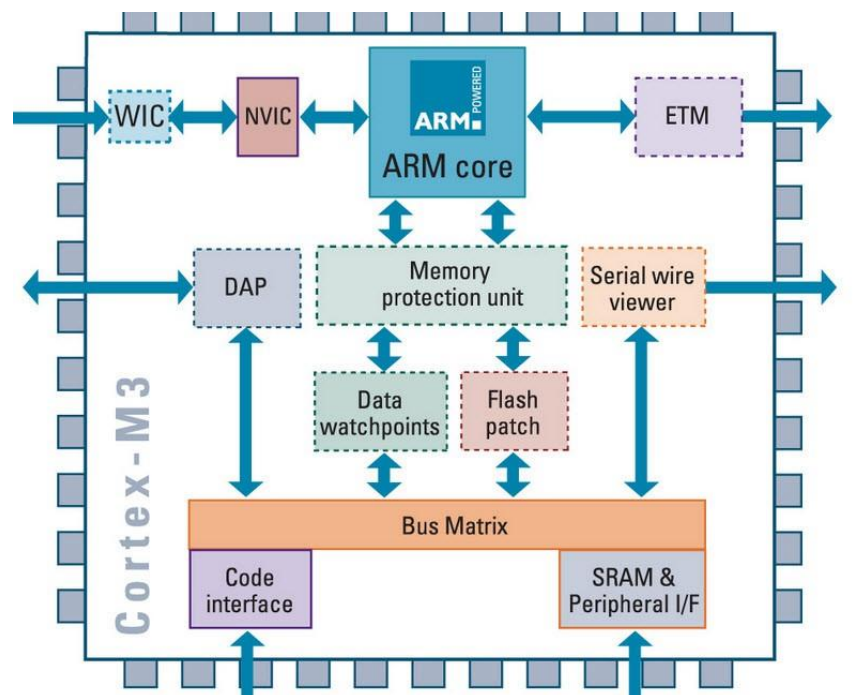 WIC
NVIC
ARM
POWERED
ARM core
ETM
DAP
Memory
protection unit
Serial wire
viewer
Data
watchpoints
Flash
patch
Cortex-M3
Bus Matrix
Code
interface
SRAM &
Peripheral I/F